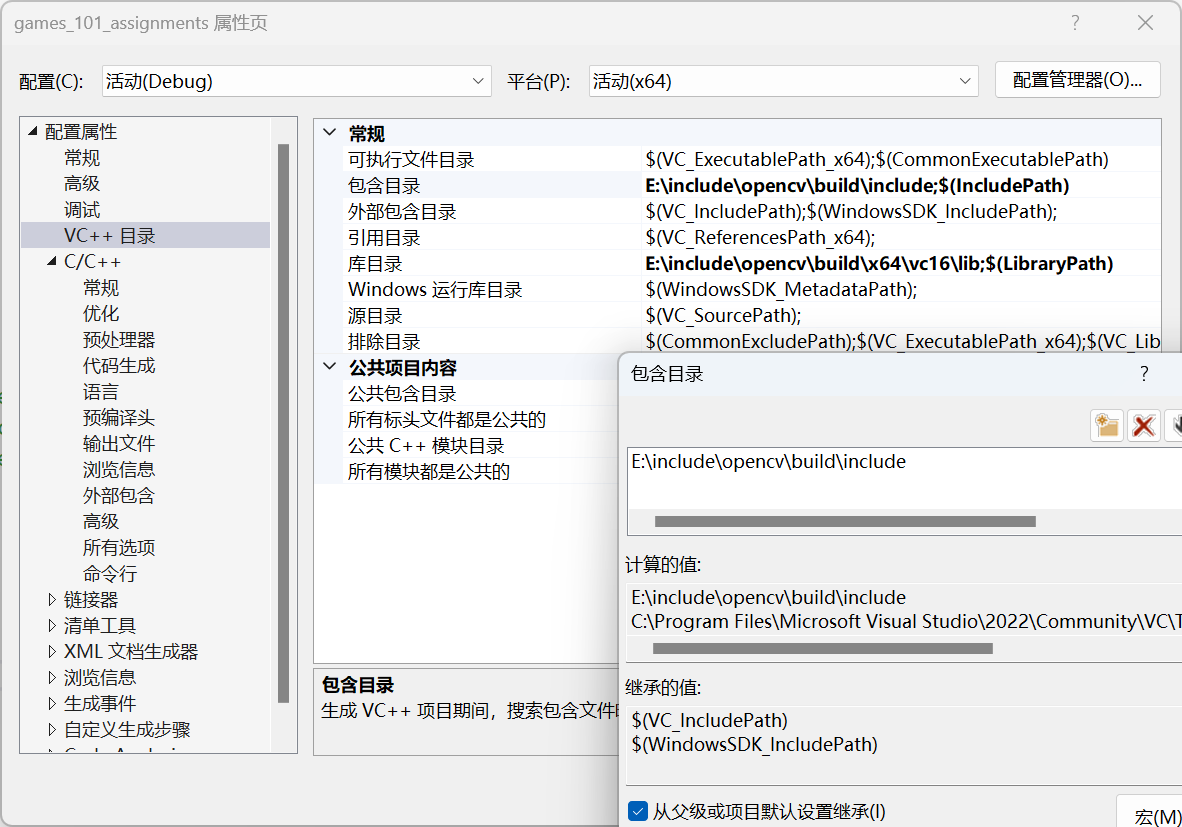 games_101_assignments 属性页
配置(C): 活动(Debug) 平台(P): 活动(x64) 配置管理器(O)...
配置属性
常规
高级
调试
VC++ 目录
C/C++
常规
优化
预处理器
代码生成
语言
预编译头
输出文件
浏览信息
外部包含
高级
所有选项
命令行
链接器
清单工具
XML 文档生成器
浏览信息
生成事件
自定义生成步骤
常规
可执行文件目录 $(VC_ExecutablePath_x64);$(CommonExecutablePath)
包含目录 E:\include\opencv\build\include;$(IncludePath)
外部包含目录 $(VC_IncludePath);$(WindowsSDK_IncludePath);
引用目录 $(VC_ReferencesPath_x64);
库目录 E:\include\opencv\build\x64\vc16\lib;$(LibraryPath)
Windows 运行库目录 $(WindowsSDK_MetadataPath);
源目录 $(VC_SourcePath);
排除目录 $(CommonExcludePath);$(VC_ExecutablePath_x64);$(VC_Lib
公共项目内容
公共包含目录
所有标头文件都是公共的
公共 C++ 模块目录
所有模块都是公共的
包含目录
生成 VC++ 项目期间，搜索包含文件
包含目录 ?
E:\include\opencv\build\include
计算的值:
E:\include\opencv\build\include
C:\Program Files\Microsoft Visual Studio\2022\Community\VC\T
继承的值:
$(VC_IncludePath)
$(WindowsSDK_IncludePath)
从父级或项目默认设置继承(I)
宏(M)